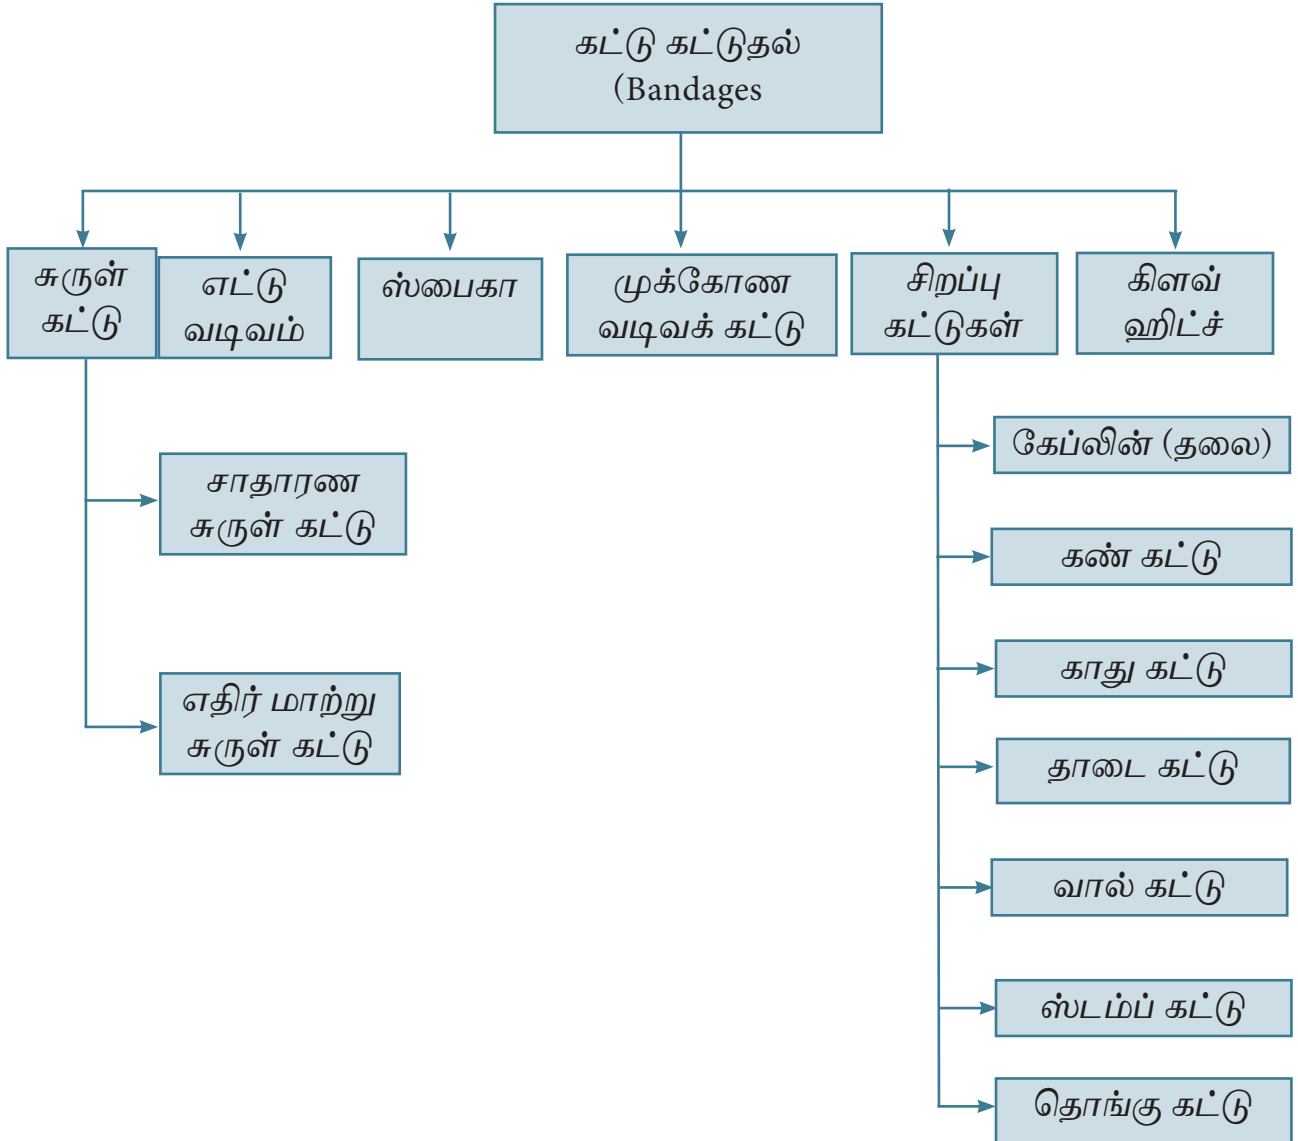 கட்டு கட்டுதல்
(Bandages
சுருள்
கட்டு
எட்டு
வடிவம்
ஸ்பைகா
முக்கோண
வடிவக் கட்டு
சிறப்பு
கட்டுகள்
கிளவ்
ஹிட்ச்
சாதாரண
சுருள் கட்டு
எதிர் மாற்று
சுருள் கட்டு
கேப்லின் (தலை)
கண் கட்டு
காது கட்டு
தாடை கட்டு
வால் கட்டு
ஸ்டம்ப் கட்டு
தொங்கு கட்டு